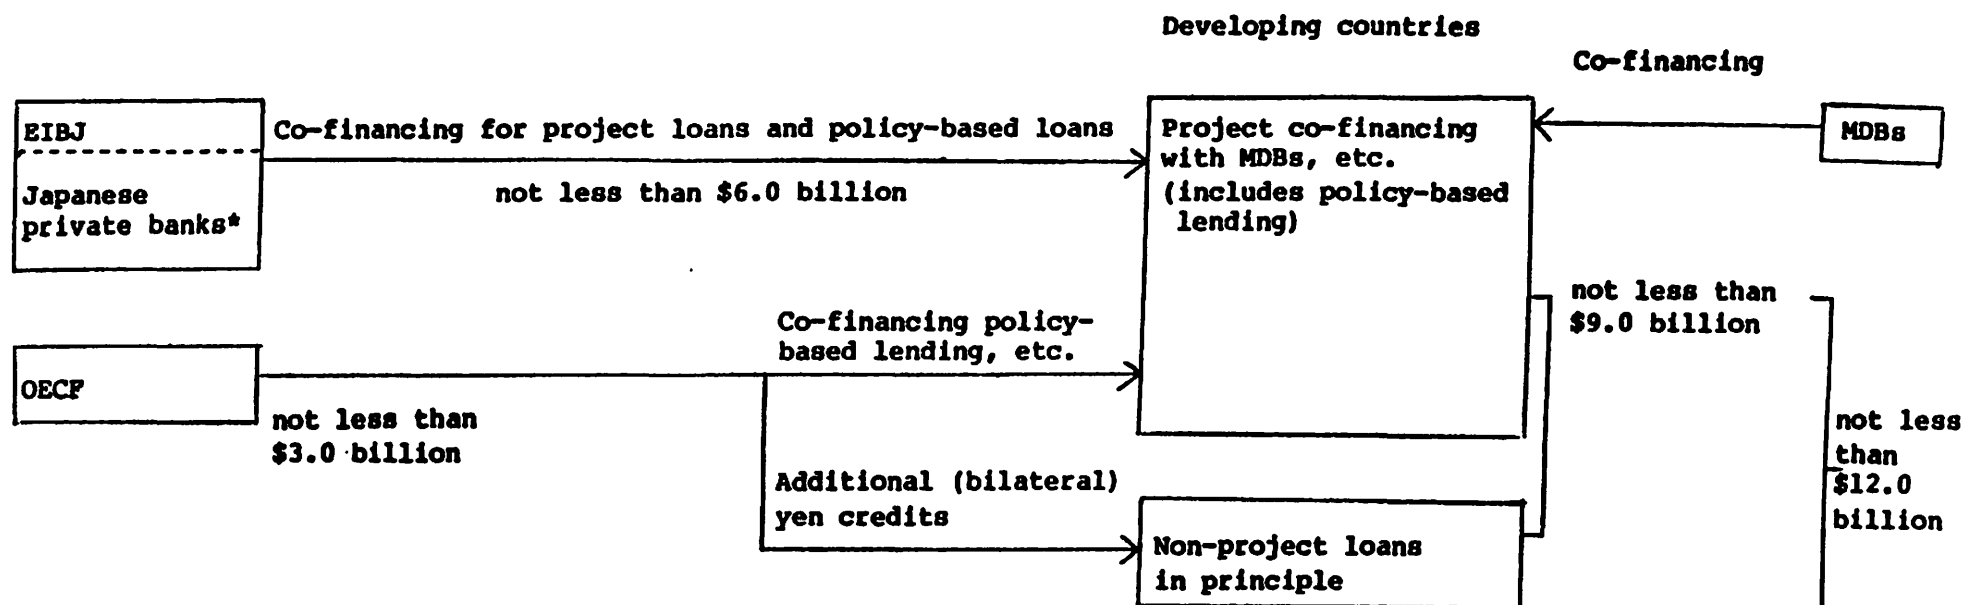 Developing countries
Co-financing
EIBJ
Japanese
private banks*
Co-financing for project loans and policy-based loans
not less than $6.0 billion
Project co-financing
with MDBs, etc.
(includes policy-based
lending)
MDBs
OECF
not less than
$3.0 billion
Co-financing policy-
based lending, etc.
Additional (bilateral)
yen credits
Non-project loans
in principle
not less than
$9.0 billion
not less
than
$12.0
billion